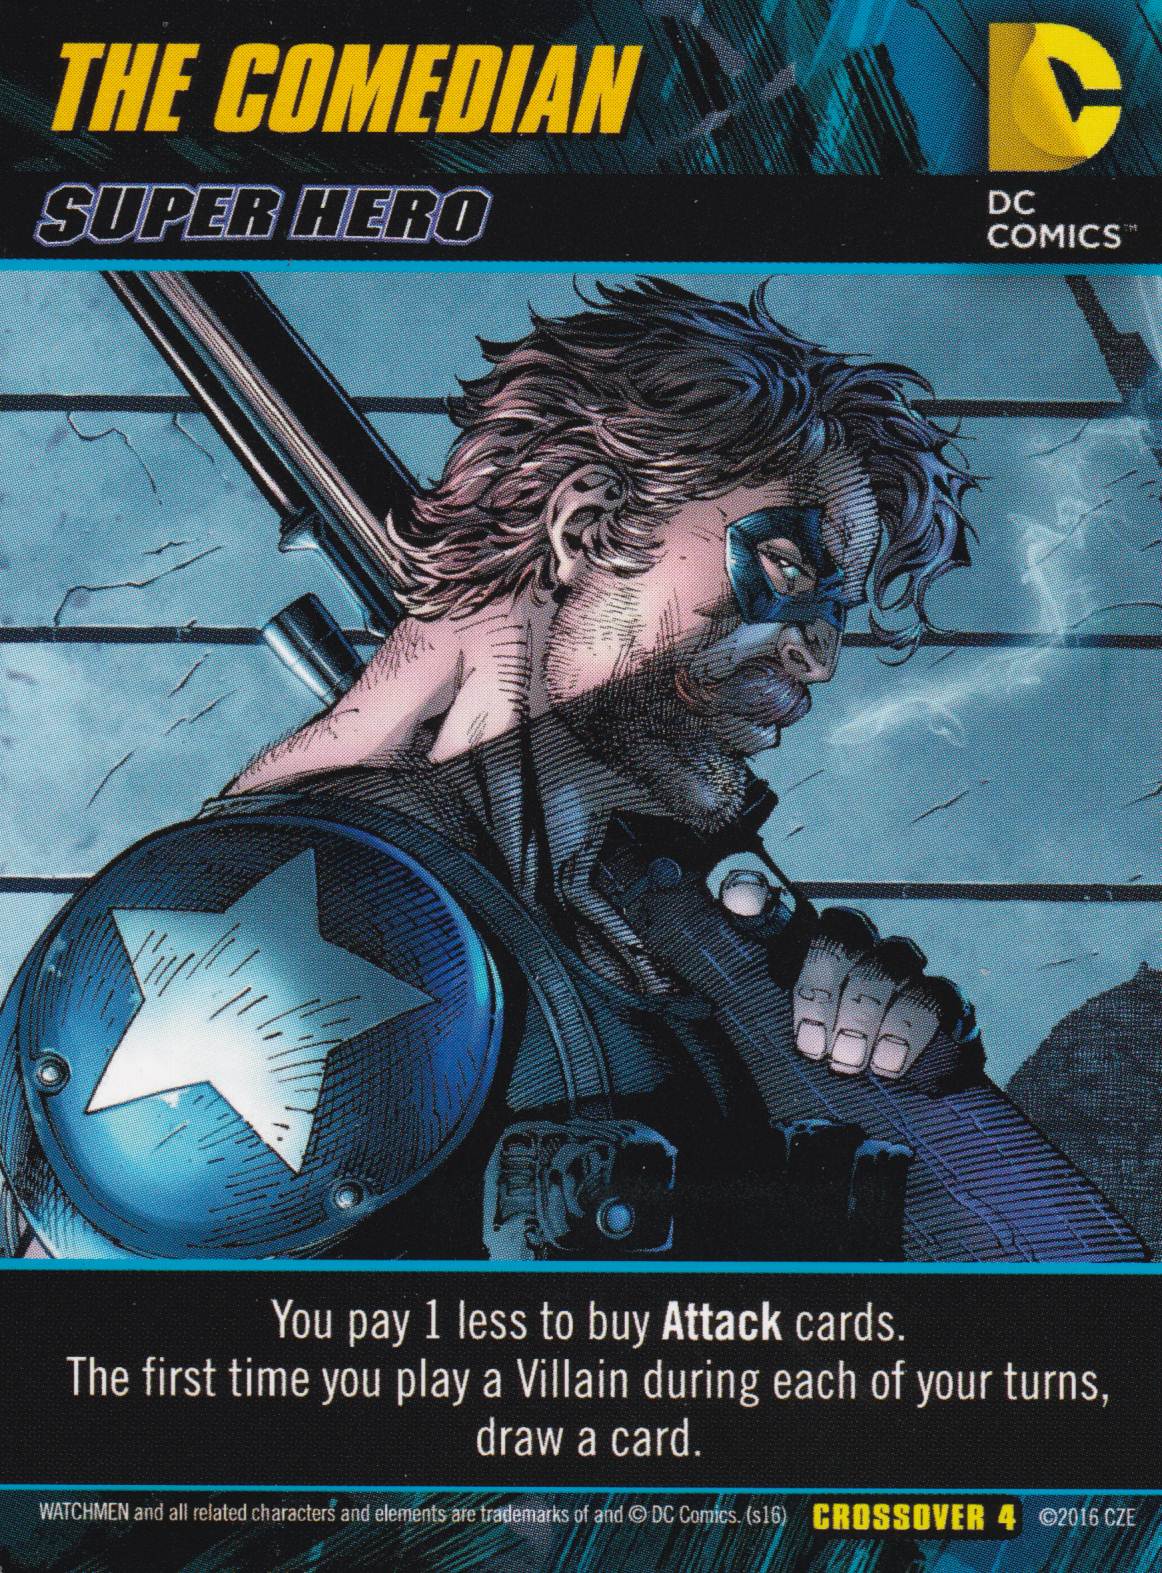 THE COMEDIAN
SUPER HERO
DC
COMICS™
You pay 1 less to buy Attack cards.
The first time you play a Villain during each of your turns,
draw a card.
WATCHMEN and all related characters and elements are trademarks of and © DC Comics. (s16) CROSSOVER 4 ©2016 CZE